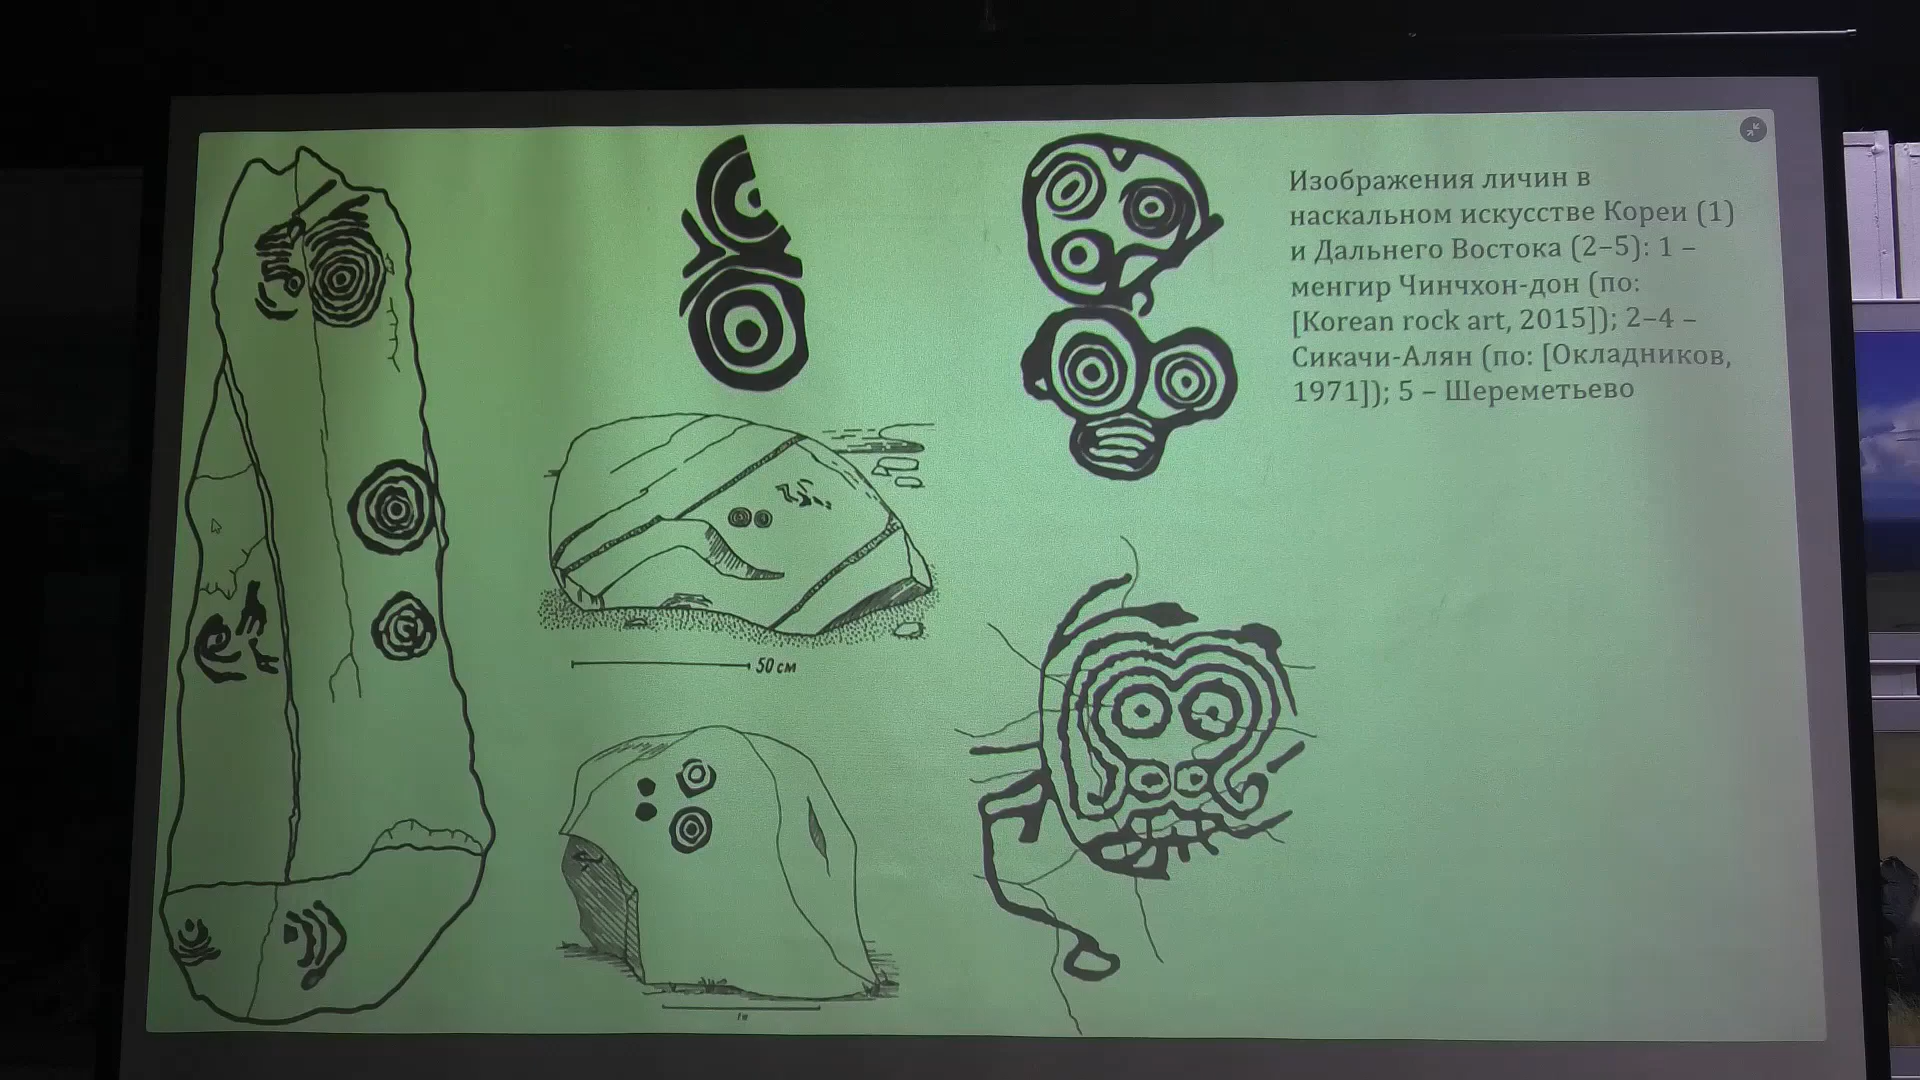 Изображения личин в
наскальном искусстве Кореи (1)
и Дальнего Востока (2–5): 1 –
менгир Чинчхон-дон (по:
[Korean rock art, 2015]); 2–4 –
Сикачи-Алян (по: [Окладников,
1971]); 5 – Шереметьево
50 см